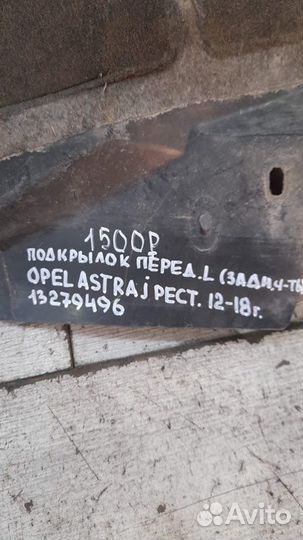 1500Р
ПОДКРЫЛОК ПЕРЕД. L (ЗАДН.Ч-ТЬ
OPEL ASTRA j РЕСТ. 12-18г.
13279496
Avito